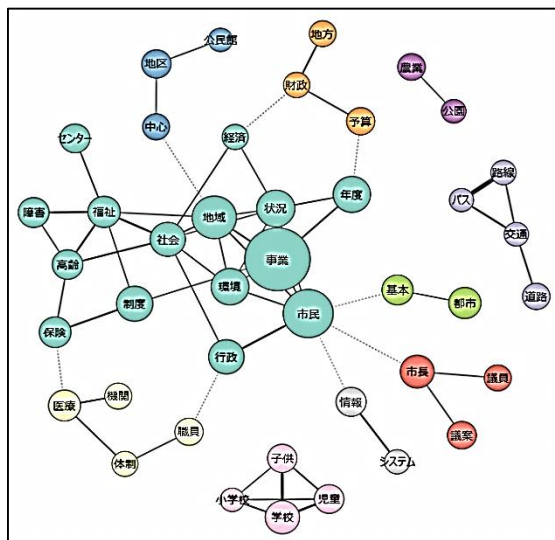 公民館
地方
地区
農業
財政
公園
中心
予算
経済
センター
路線
バス
年度
障害
福祉
地域
状況
交通
社会
高齢
事業
環境
基本
道路
制度
都市
市民
保険
行政
市長
議員
機関
医療
情報
職員
議案
体制
システム
子供
小学校
児童
学校